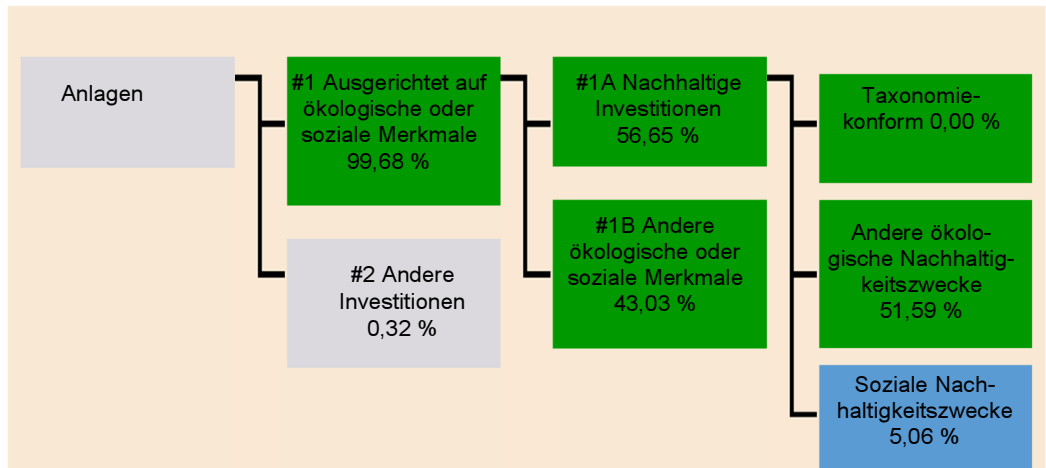 Anlagen
#1 Ausgerichtet auf
ökologische oder
soziale Merkmale
99,68 %
#2 Andere
Investitionen
0,32 %
#1A Nachhaltige
Investitionen
56,65 %
#1B Andere
ökologische oder
soziale Merkmale
43,03 %
Taxonomie-
konform 0,00 %
Andere ökolo-
gische Nachhaltig-
keitszwecke
51,59 %
Soziale Nach-
haltigkeitszwecke
5,06 %